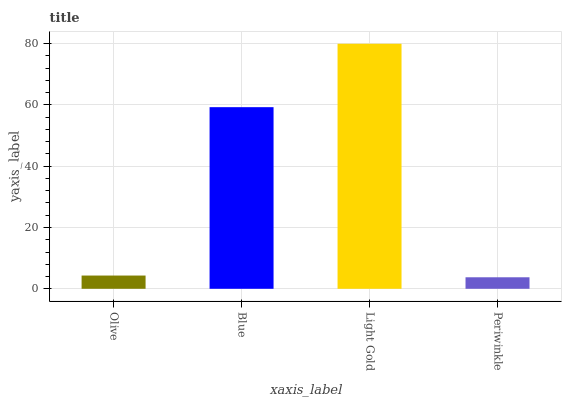 title
80
60
40
20
0
yaxis_label
Olive
Blue
Light Gold
Periwinkle
xaxis_label